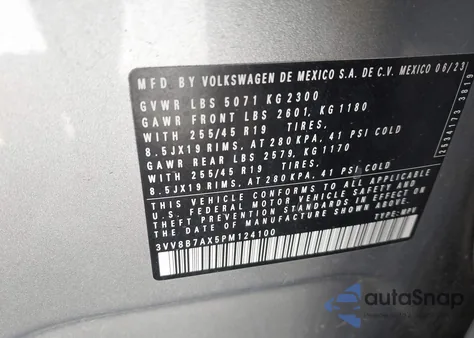 MFD. BY VOLKSWAGEN DE MEXICO S.A. DE C.V. MEXICO 06/23
GVWR LBS 5071 KG 2300
GAWR FRONT LBS 2601, KG 1180
WITH 255/45 R19 TIRES.
8.5JX19 RIMS, AT 280 KPA, 41 PSI COLD
GAWR REAR LBS 2579, KG 1170
WITH 255/45 R19 TIRES.
8.5JX19 RIMS, AT 280 KPA, 41 PSI COLD
THIS VEHICLE CONFORMS TO ALL APPLICABLE
U.S. FEDERAL MOTOR VEHICLE SAFETY AND
THEFT PREVENTION STANDARDS IN EFFECT ON
THE DATE OF MANUFACTURE SHOWN ABOVE.
3VV8B7AX5PM124100 TYPE: MPV
autaSnap